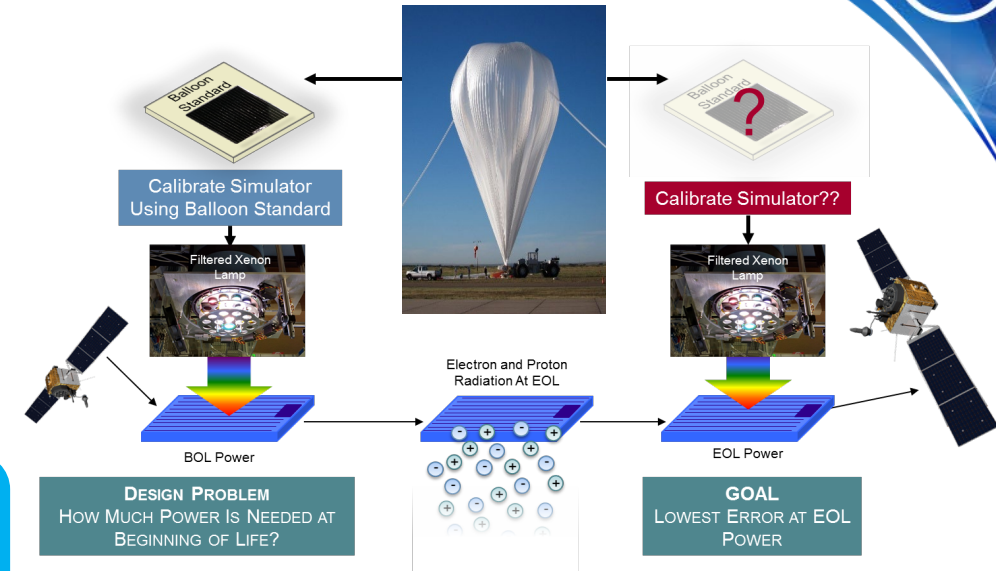 Balloon
Standard
Balloon
Standard
?
Calibrate Simulator
Using Balloon Standard
Calibrate Simulator??
Filtered Xenon
Lamp
Filtered Xenon
Lamp
Electron and Proton
Radiation At EOL
BOL Power
EOL Power
DESIGN PROBLEM
HOW MUCH POWER IS NEEDED AT
BEGINNING OF LIFE?
GOAL
LOWEST ERROR AT EOL
POWER